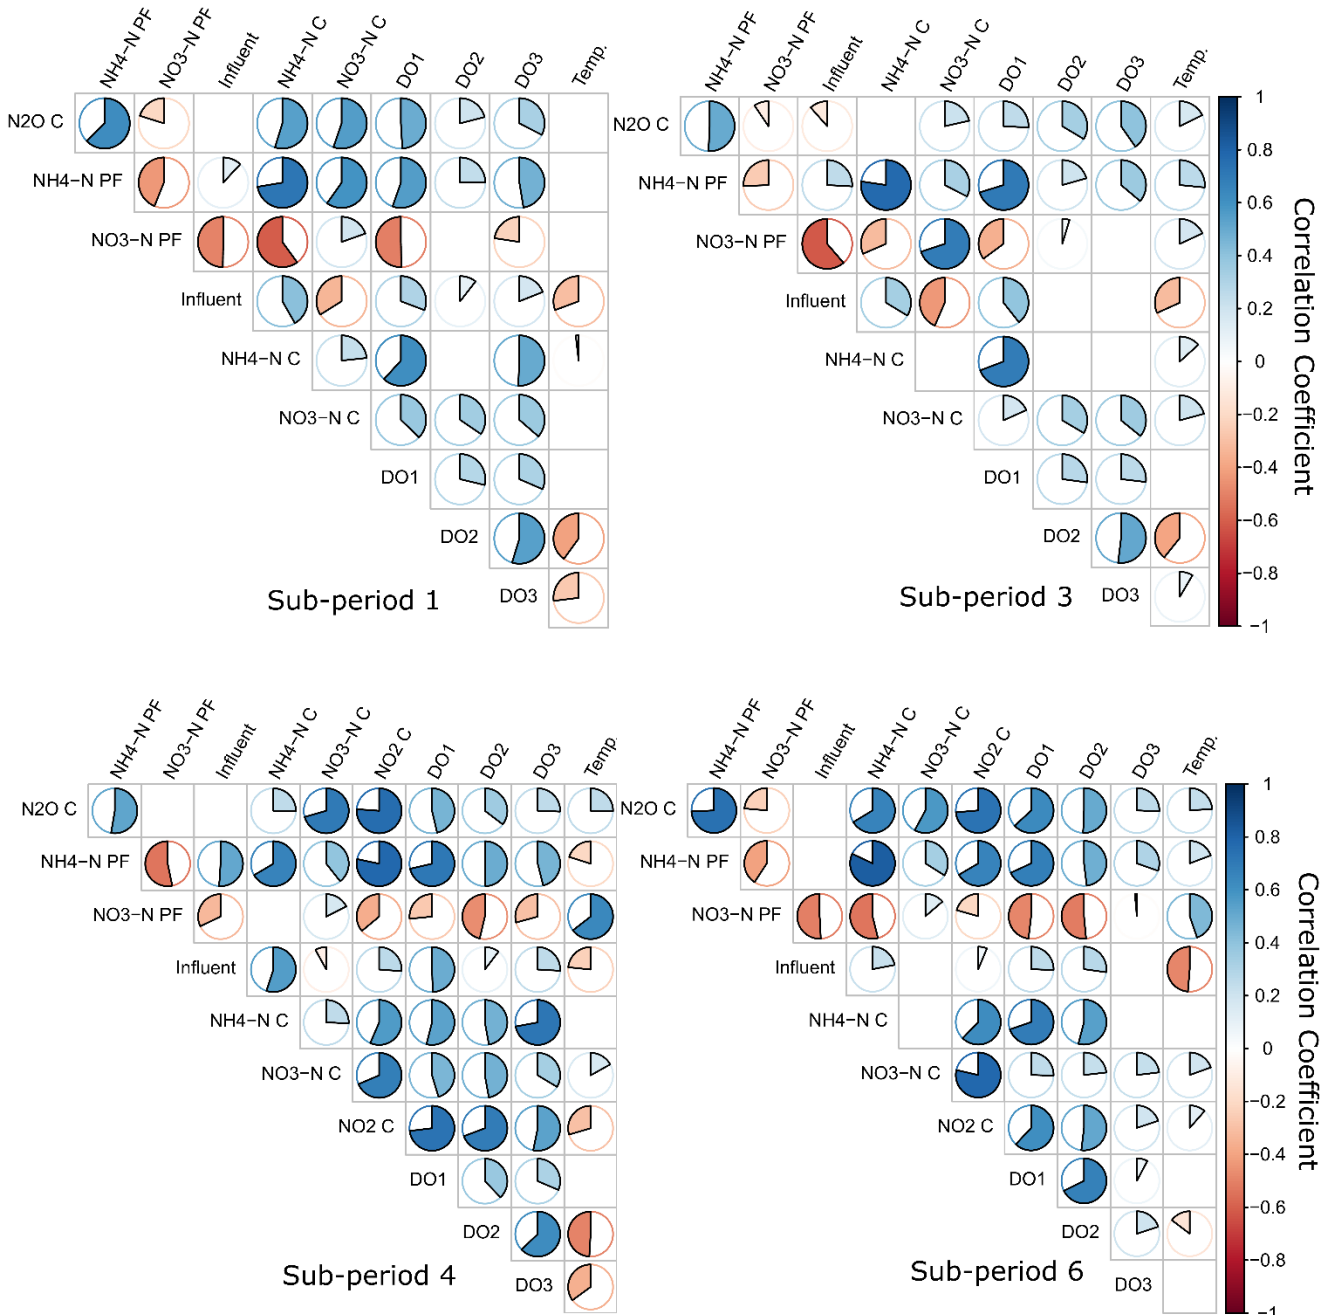 NH4−N PF
NO3−N PF
Influent
NH4−N C
NO3−N C
DO1
DO2
DO3
Temp.
N2O C
NH4−N PF
NO3−N PF
Influent
NH4−N C
NO3−N C
DO1
DO2
DO3
Sub-period 1
NH4−N PF
NO3−N PF
Influent
NH4−N C
NO3−N C
DO1
DO2
DO3
Temp.
N2O C
NH4−N PF
NO3−N PF
Influent
NH4−N C
NO3−N C
DO1
DO2
DO3
Sub-period 3
1
0.8
0.6
0.4
0.2
0
−0.2
−0.4
−0.6
−0.8
−1
Correlation Coefficient
NH4−N PF
NO3−N PF
Influent
NH4−N C
NO3−N C
NO2 C
DO1
DO2
DO3
Temp.
N2O C
NH4−N PF
NO3−N PF
Influent
NH4−N C
NO3−N C
NO2 C
DO1
DO2
DO3
Sub-period 4
NH4−N PF
NO3−N PF
Influent
NH4−N C
NO3−N C
NO2 C
DO1
DO2
DO3
Temp.
N2O C
NH4−N PF
NO3−N PF
Influent
NH4−N C
NO3−N C
NO2 C
DO1
DO2
DO3
Sub-period 6
1
0.8
0.6
0.4
0.2
0
−0.2
−0.4
−0.6
−0.8
−1
Correlation Coefficient